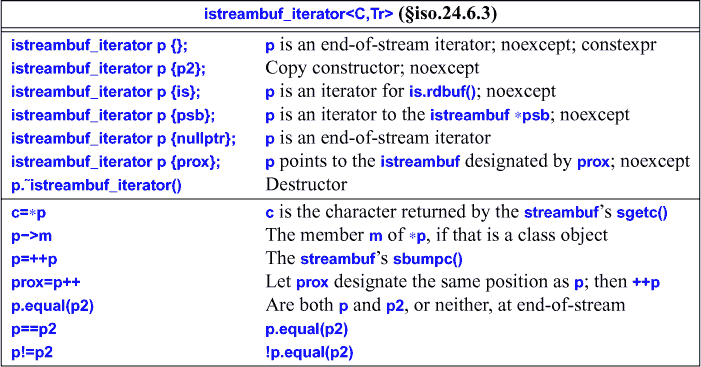 istreambuf_iterator<C,Tr> (§iso.24.6.3)
istreambuf_iterator p {}; p is an end-of-stream iterator; noexcept; constexpr
istreambuf_iterator p {p2}; Copy constructor; noexcept
istreambuf_iterator p {is}; p is an iterator for is.rdbuf(); noexcept
istreambuf_iterator p {psb}; p is an iterator to the istreambuf *psb; noexcept
istreambuf_iterator p {nullptr}; p is an end-of-stream iterator
istreambuf_iterator p {prox}; p points to the istreambuf designated by prox; noexcept
p.~istreambuf_iterator() Destructor
c=*p c is the character returned by the streambuf's sgetc()
p−>m The member m of *p, if that is a class object
p=++p The streambuf's sbumpc()
prox=p++ Let prox designate the same position as p; then ++p
p.equal(p2) Are both p and p2, or neither, at end-of-stream
p==p2 p.equal(p2)
p!=p2 !p.equal(p2)